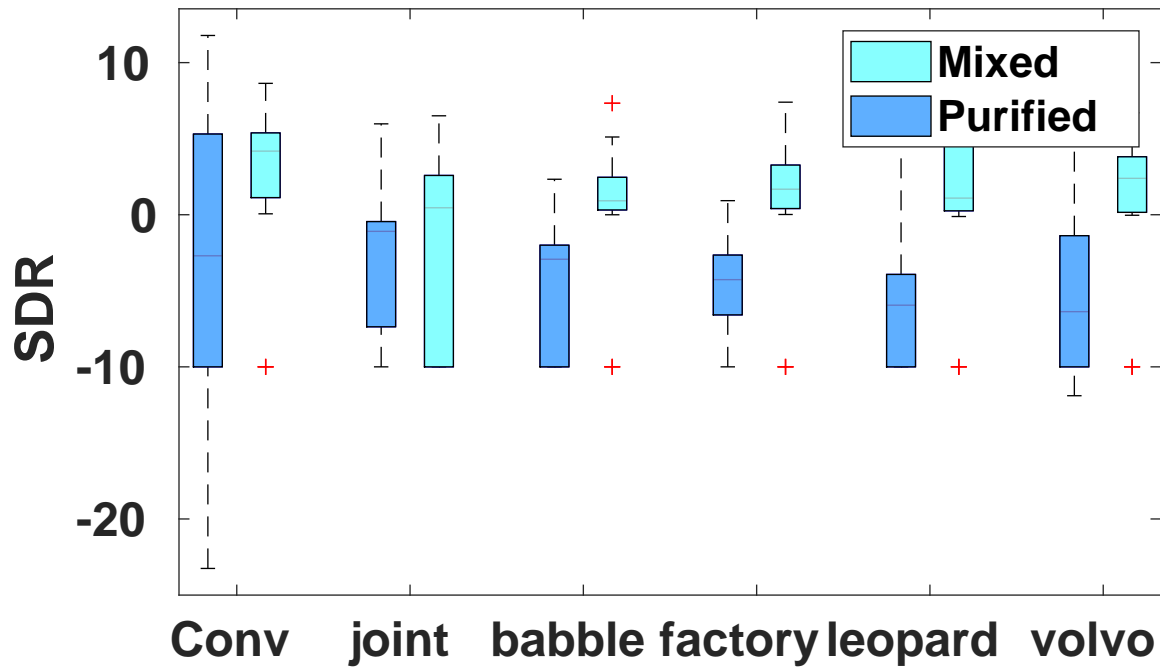 10
0
-10
-20
SDR
Mixed
Purified
Conv joint babble factory leopard volvo